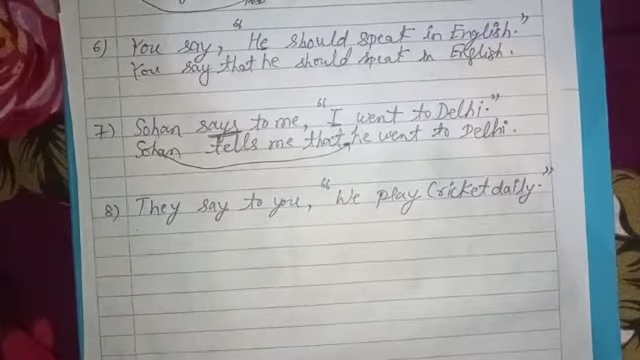 6) You say, "He should speak in English."
You say that he should speak in English.
7) Sohan says to me, "I went to Delhi."
Sohan tells me that he went to Delhi.
8) They say to you, "We play Cricket daily."